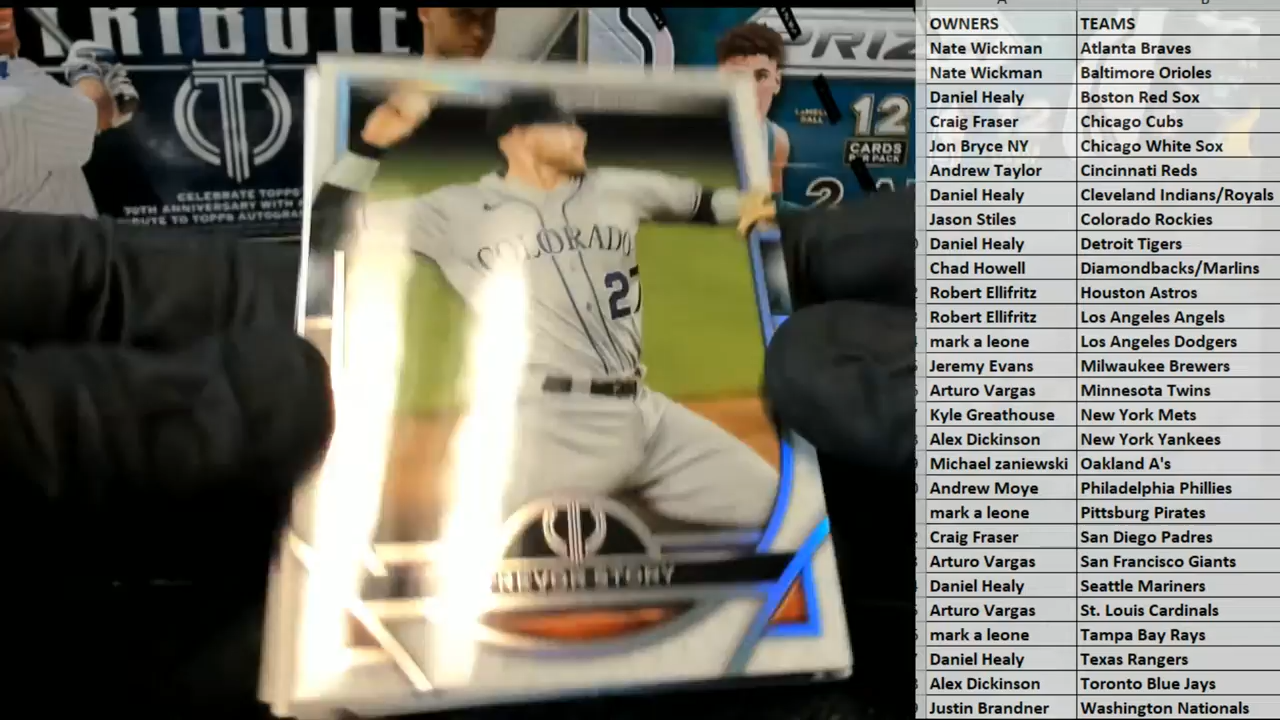 TRIBUTE
CELEBRATE TOPPS
70TH ANNIVERSARY WITH A
UTE TO TOPPS AUTOGRA
PRIZ
12
CARDS
PER PACK
COLORADO
27
TREVOR STORY
OWNERS TEAMS
Nate Wickman Atlanta Braves
Nate Wickman Baltimore Orioles
Daniel Healy Boston Red Sox
Craig Fraser Chicago Cubs
Jon Bryce NY Chicago White Sox
Andrew Taylor Cincinnati Reds
Daniel Healy Cleveland Indians/Royals
Jason Stiles Colorado Rockies
Daniel Healy Detroit Tigers
Chad Howell Diamondbacks/Marlins
Robert Ellifritz Houston Astros
Robert Ellifritz Los Angeles Angels
mark a leone Los Angeles Dodgers
Jeremy Evans Milwaukee Brewers
Arturo Vargas Minnesota Twins
Kyle Greathouse New York Mets
Alex Dickinson New York Yankees
Michael zaniewski Oakland A's
Andrew Moye Philadelphia Phillies
mark a leone Pittsburg Pirates
Craig Fraser San Diego Padres
Arturo Vargas San Francisco Giants
Daniel Healy Seattle Mariners
Arturo Vargas St. Louis Cardinals
mark a leone Tampa Bay Rays
Daniel Healy Texas Rangers
Alex Dickinson Toronto Blue Jays
Justin Brandner Washington Nationals